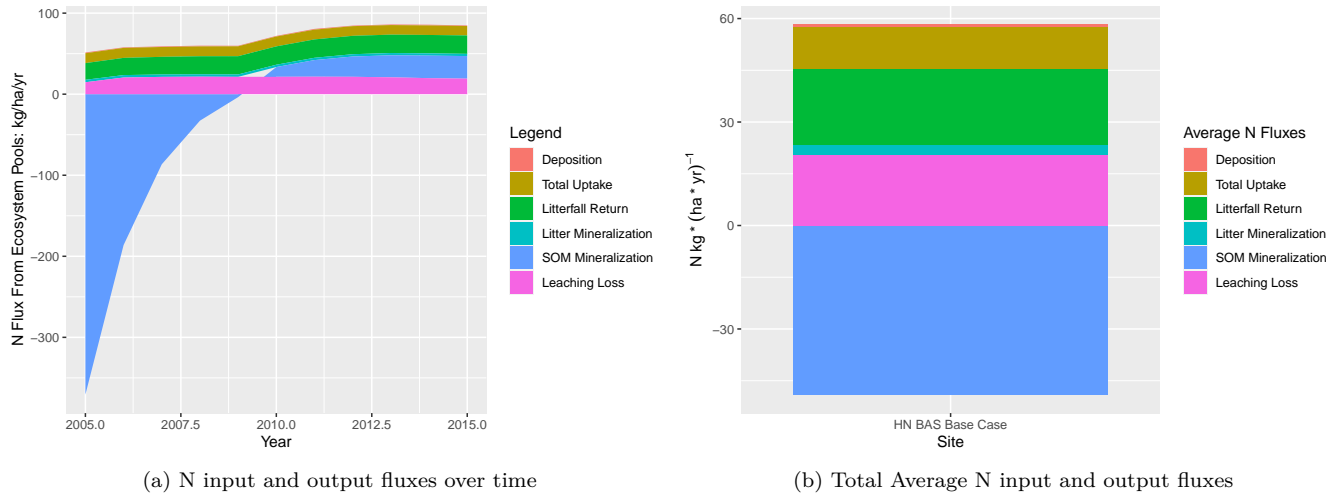 N Flux From Ecosystem Pools: kg/ha/yr
100
0
−100
−200
−300
2005.0 2007.5 2010.0 2012.5 2015.0
Year
Legend
Deposition
Total Uptake
Litterfall Return
Litter Mineralization
SOM Mineralization
Leaching Loss
(a) N input and output fluxes over time
N kg * (ha * yr)⁻¹
60
30
0
−30
HN BAS Base Case
Site
Average N Fluxes
Deposition
Total Uptake
Litterfall Return
Litter Mineralization
SOM Mineralization
Leaching Loss
(b) Total Average N input and output fluxes